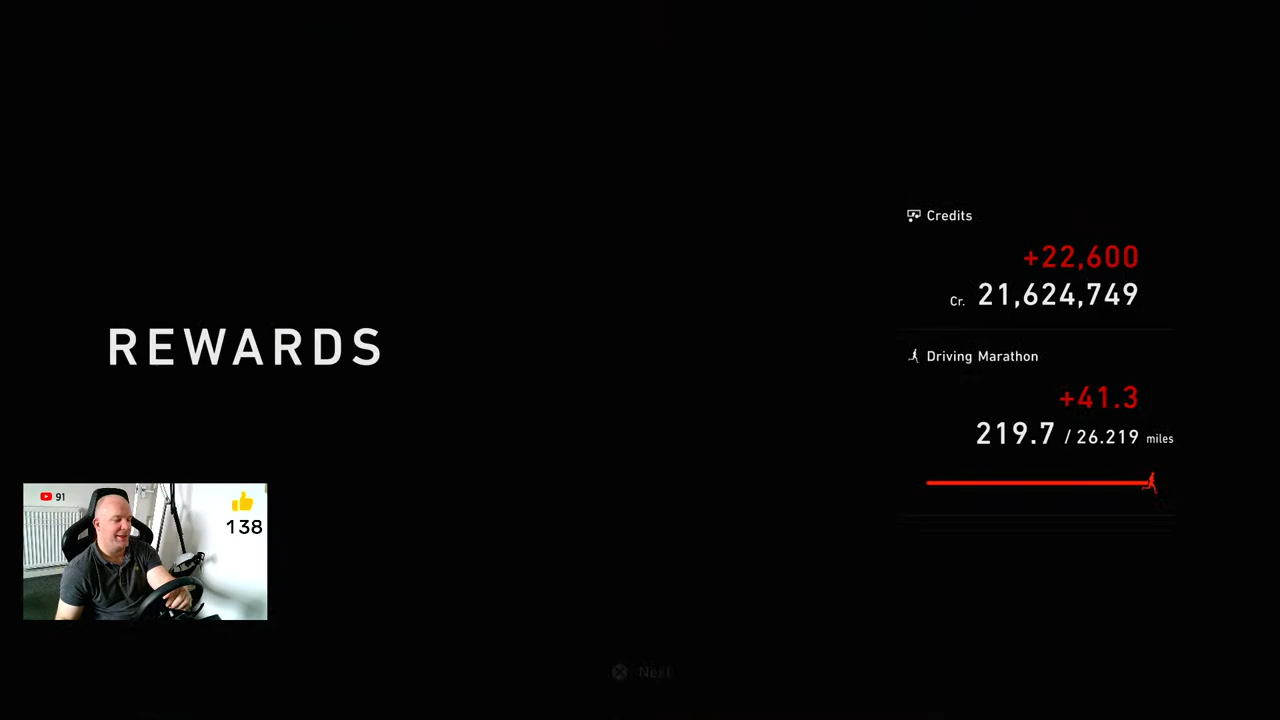 Credits
+22,600
Cr. 21,624,749
REWARDS
Driving Marathon
+41.3
219.7 / 26.219 miles
91
138
Next